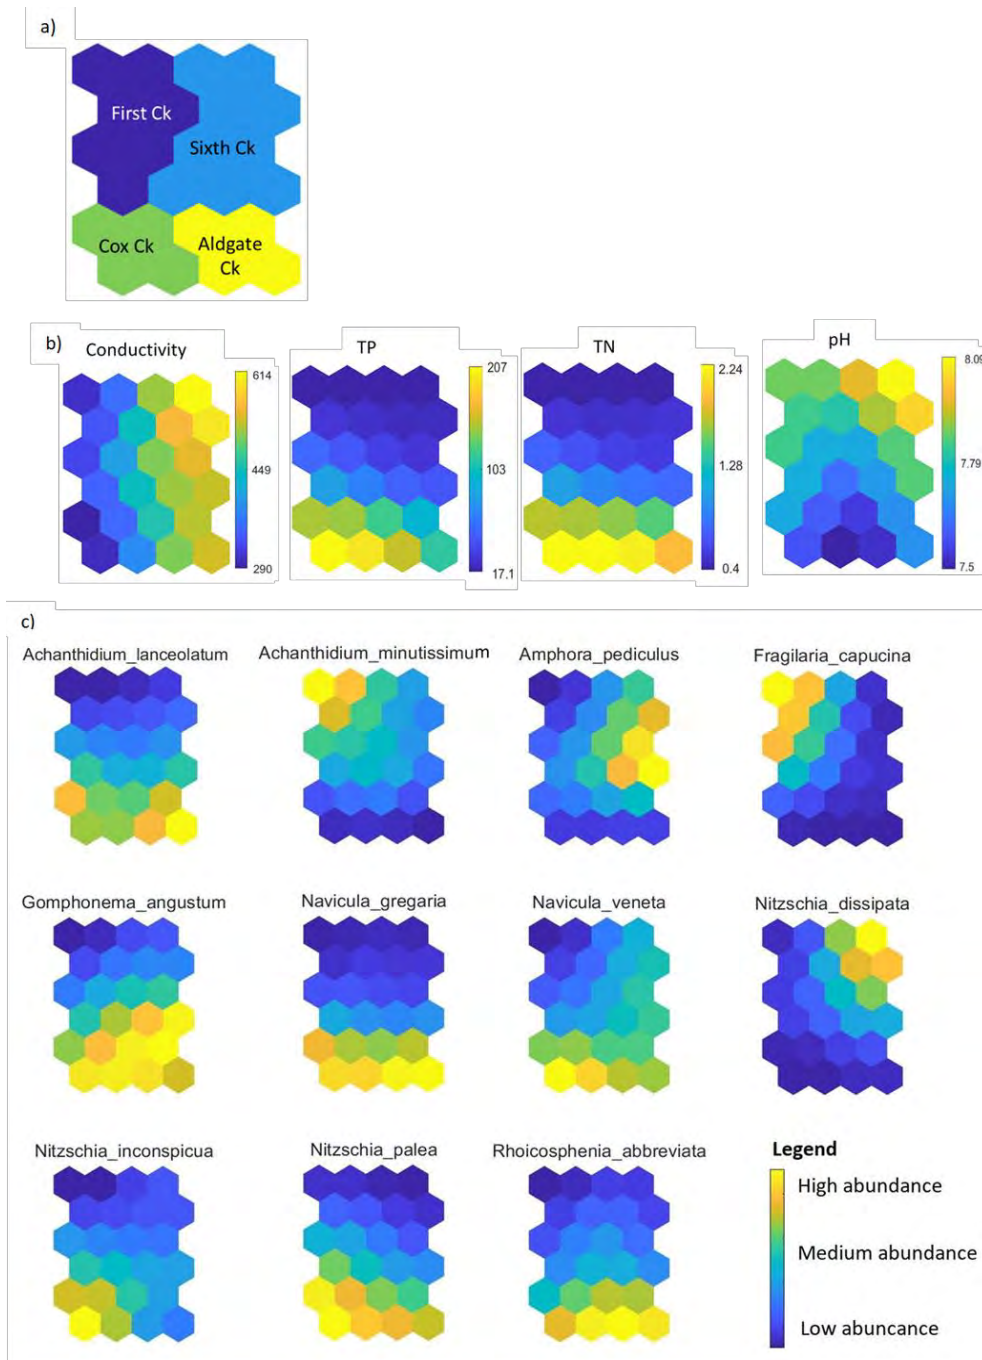 a)
First Ck
Sixth Ck
Cox Ck
Aldgate
Ck
b)
Conductivity
TP
TN
pH
614
449
290
207
103
17.1
2.24
1.28
0.4
8.09
7.79
7.5
c)
Achanthidium_lanceolatum
Achanthidium_minutissimum
Amphora_pediculus
Fragilaria_capucina
Gomphonema_angustum
Navicula_gregaria
Navicula_veneta
Nitzschia_dissipata
Nitzschia_inconspicua
Nitzschia_palea
Rhoicosphenia_abbreviata
Legend
High abundance
Medium abundance
Low abuncance